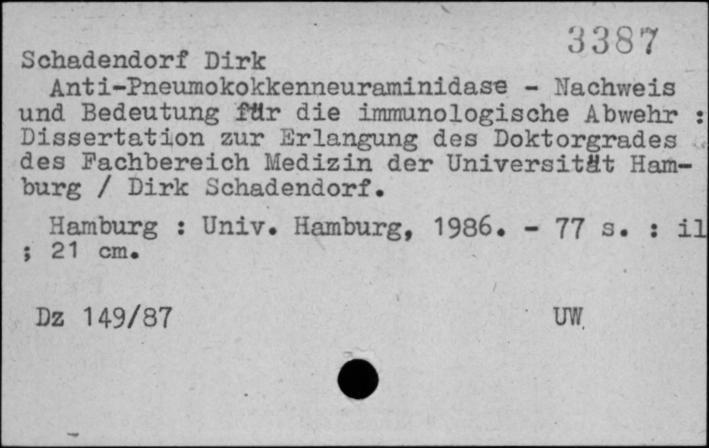 3387
Schadendorf Dirk
Anti-Pneumokokkenneuraminidase - Nachweis
und Bedeutung für die immunologische Abwehr :
Dissertation zur Erlangung des Doktorgrades
des Fachbereich Medizin der Universität Ham-
burg / Dirk Schadendorf.
Hamburg : Univ. Hamburg, 1986. - 77 s. : il
; 21 cm.
Dz 149/87 UW